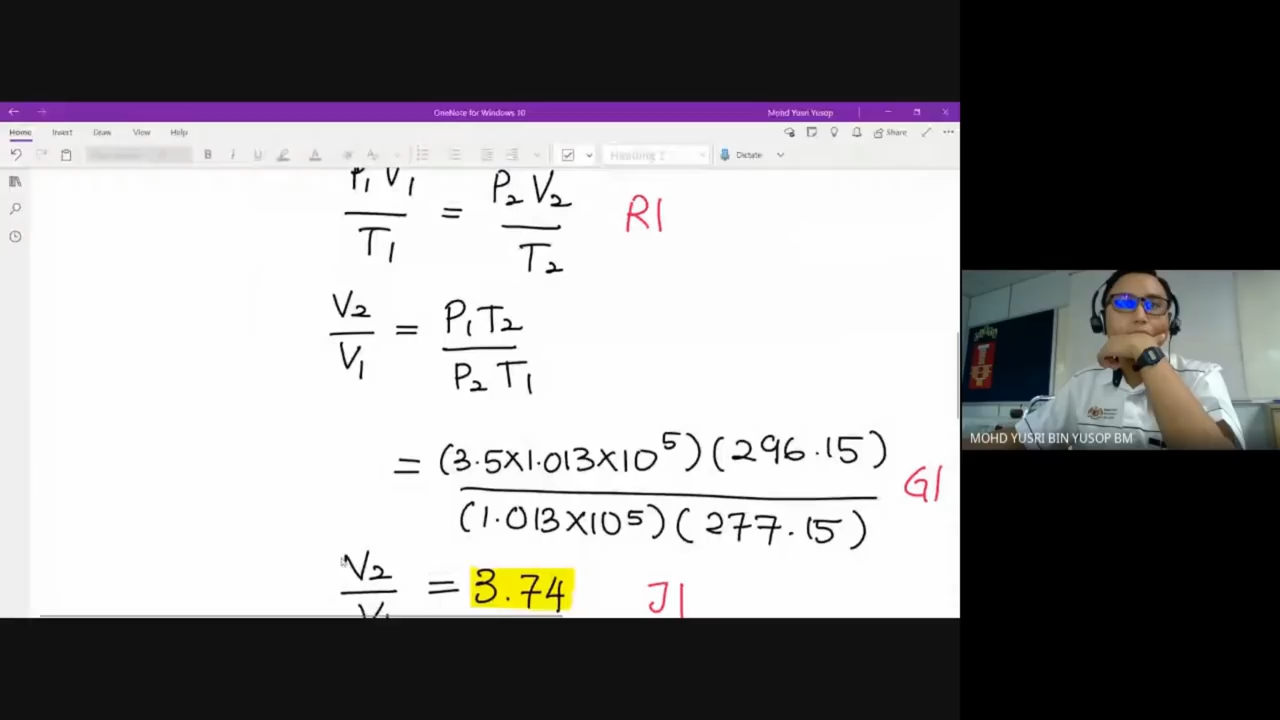 OneNote for Windows 10
Mohd Yusri Yusop
Home Insert Draw View Help
Share
B I U A
Heading 1
Dictate
P₁V₁ / T₁ = P₂V₂ / T₂ R1
V₂ / V₁ = P₁T₂ / P₂T₁
= (3.5×1.013×10⁵)(296.15) / (1.013×10⁵)(277.15) G1
V₂ / V₁ = 3.74 J1
MOHD YUSRI BIN YUSOP BM